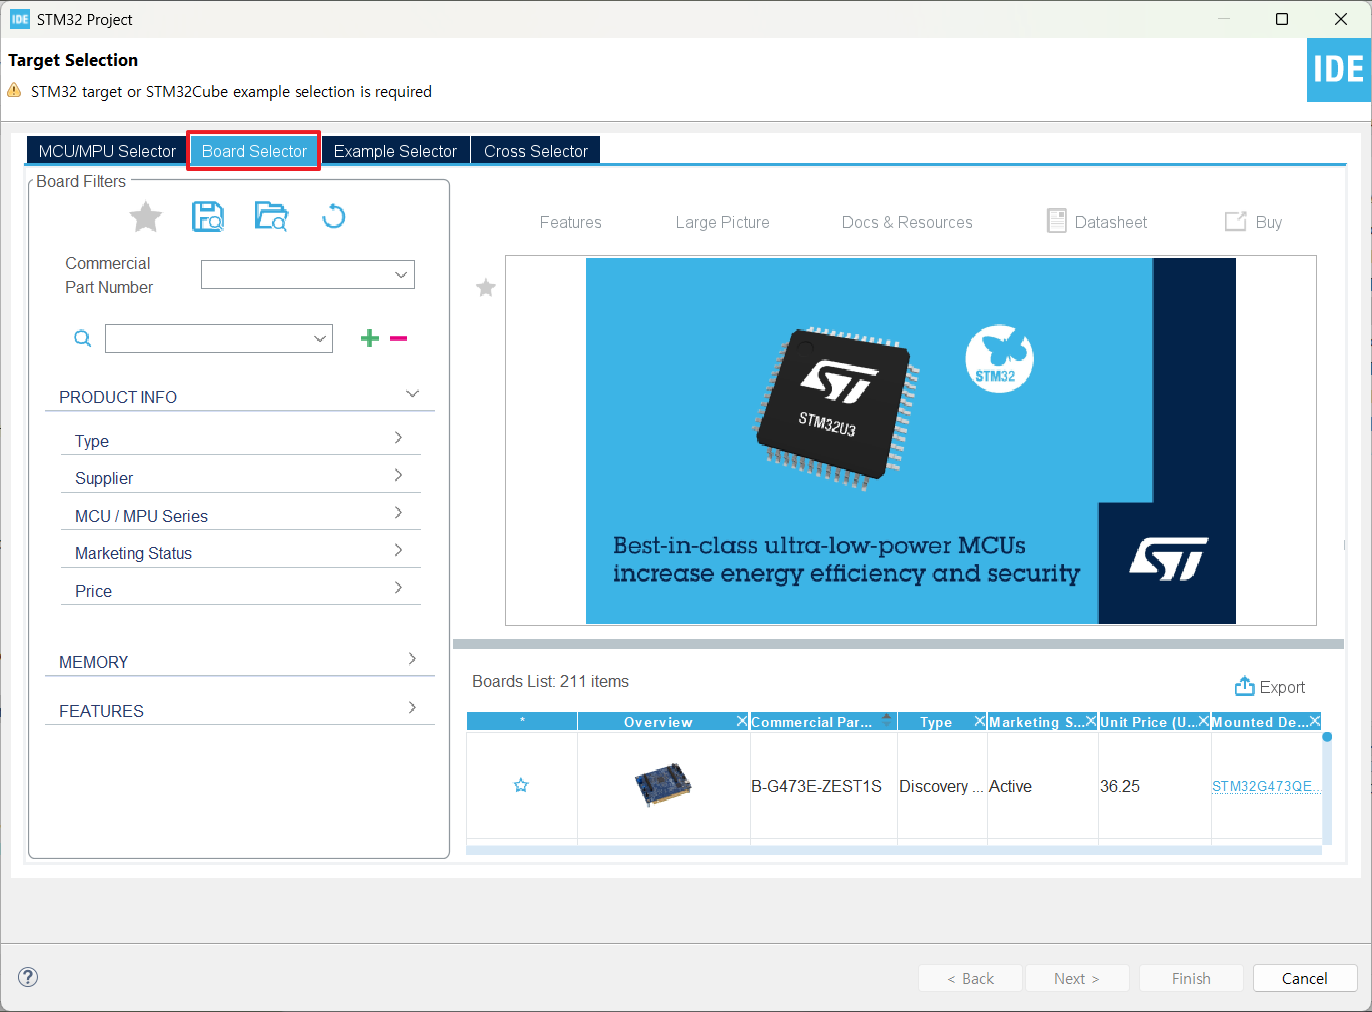 IDE STM32 Project
Target Selection
STM32 target or STM32Cube example selection is required
IDE
MCU/MPU Selector Board Selector Example Selector Cross Selector
Board Filters
Features Large Picture Docs & Resources Datasheet Buy
Commercial
Part Number
PRODUCT INFO
Type
Supplier
MCU / MPU Series
Marketing Status
Price
MEMORY
FEATURES
STM32
ST
STM32U3
Best-in-class ultra-low-power MCUs
increase energy efficiency and security
ST
Boards List: 211 items
Export
* Overview Commercial Par... Type Marketing S... Unit Price (U... Mounted De...
B-G473E-ZEST1S Discovery ... Active 36.25 STM32G473QE...
< Back Next > Finish Cancel